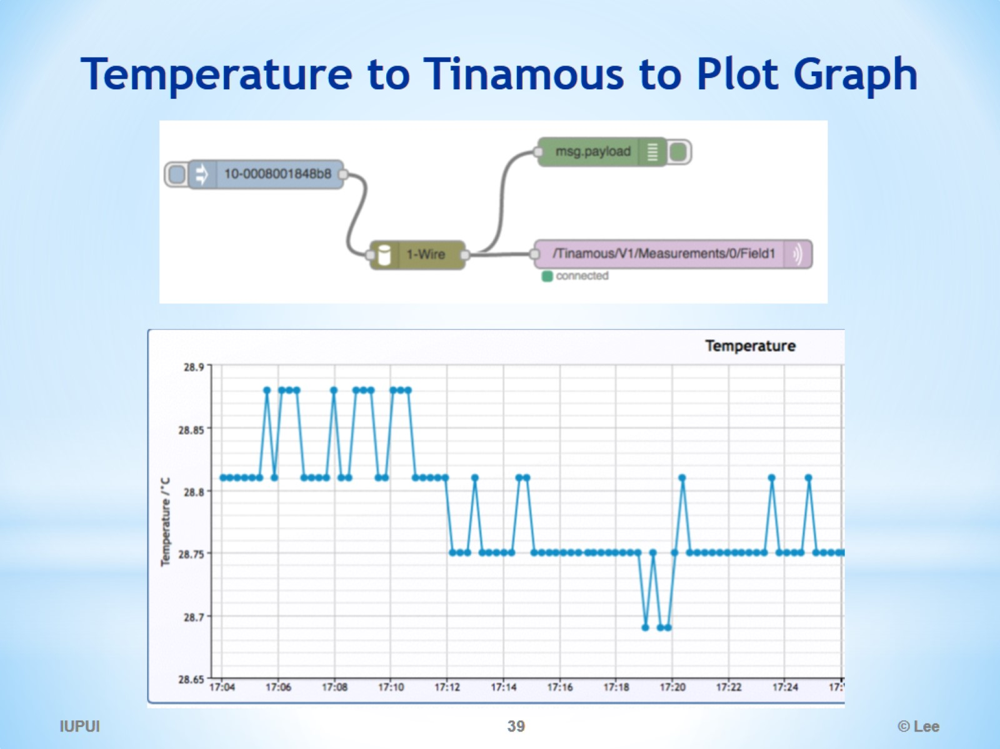 Temperature to Tinamous to Plot Graph
msg.payload
10-0008001848b8
1-Wire
/Tinamous/V1/Measurements/0/Field1
connected
Temperature
28.9
28.85
28.8
28.75
28.7
28.65
Temperature /°C
17:04 17:06 17:08 17:10 17:12 17:14 17:16 17:18 17:20 17:22 17:24
IUPUI 39 © Lee